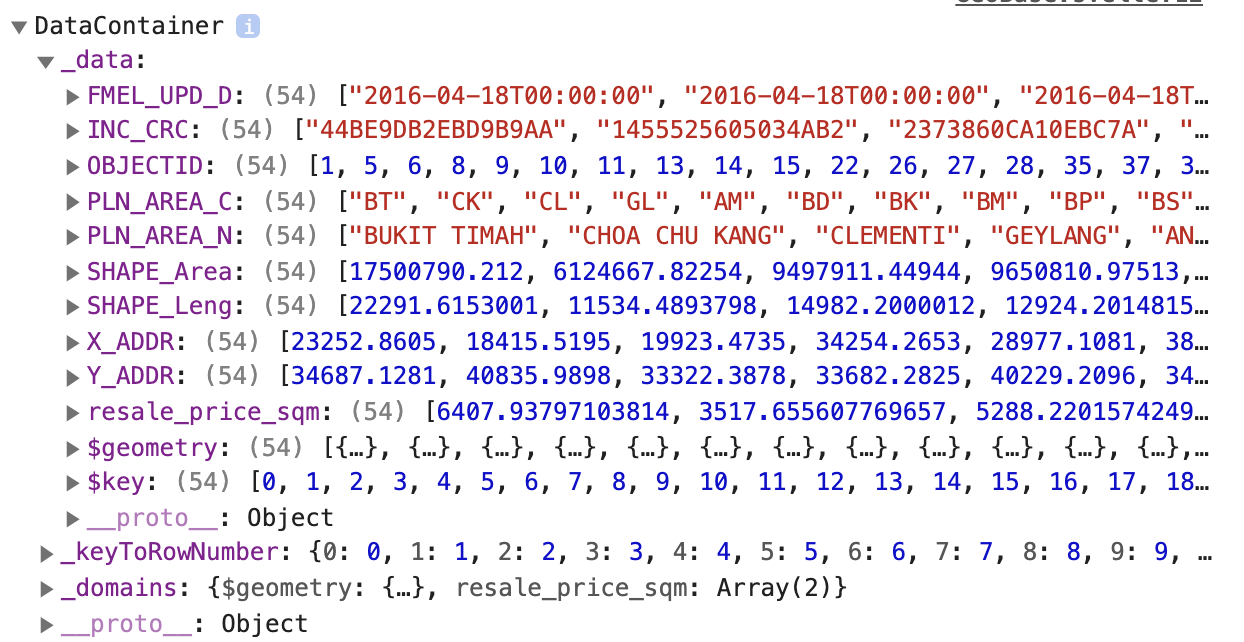 DataContainer i
_data:
FMEL_UPD_D: (54) ["2016-04-18T00:00:00", "2016-04-18T00:00:00", "2016-04-18T…
INC_CRC: (54) ["44BE9DB2EBD9B9AA", "1455525605034AB2", "2373860CA10EBC7A", "…
OBJECTID: (54) [1, 5, 6, 8, 9, 10, 11, 13, 14, 15, 22, 26, 27, 28, 35, 37, 3…
PLN_AREA_C: (54) ["BT", "CK", "CL", "GL", "AM", "BD", "BK", "BM", "BP", "BS"…
PLN_AREA_N: (54) ["BUKIT TIMAH", "CHOA CHU KANG", "CLEMENTI", "GEYLANG", "AN…
SHAPE_Area: (54) [17500790.212, 6124667.82254, 9497911.44944, 9650810.97513,…
SHAPE_Leng: (54) [22291.6153001, 11534.4893798, 14982.2000012, 12924.2014815…
X_ADDR: (54) [23252.8605, 18415.5195, 19923.4735, 34254.2653, 28977.1081, 38…
Y_ADDR: (54) [34687.1281, 40835.9898, 33322.3878, 33682.2825, 40229.2096, 34…
resale_price_sqm: (54) [6407.93797103814, 3517.655607769657, 5288.2201574249…
$geometry: (54) [{…}, {…}, {…}, {…}, {…}, {…}, {…}, {…}, {…}, {…}, {…}, {…},…
$key: (54) [0, 1, 2, 3, 4, 5, 6, 7, 8, 9, 10, 11, 12, 13, 14, 15, 16, 17, 18…
__proto__: Object
_keyToRowNumber: {0: 0, 1: 1, 2: 2, 3: 3, 4: 4, 5: 5, 6: 6, 7: 7, 8: 8, 9: 9, …
_domains: {$geometry: {…}, resale_price_sqm: Array(2)}
__proto__: Object